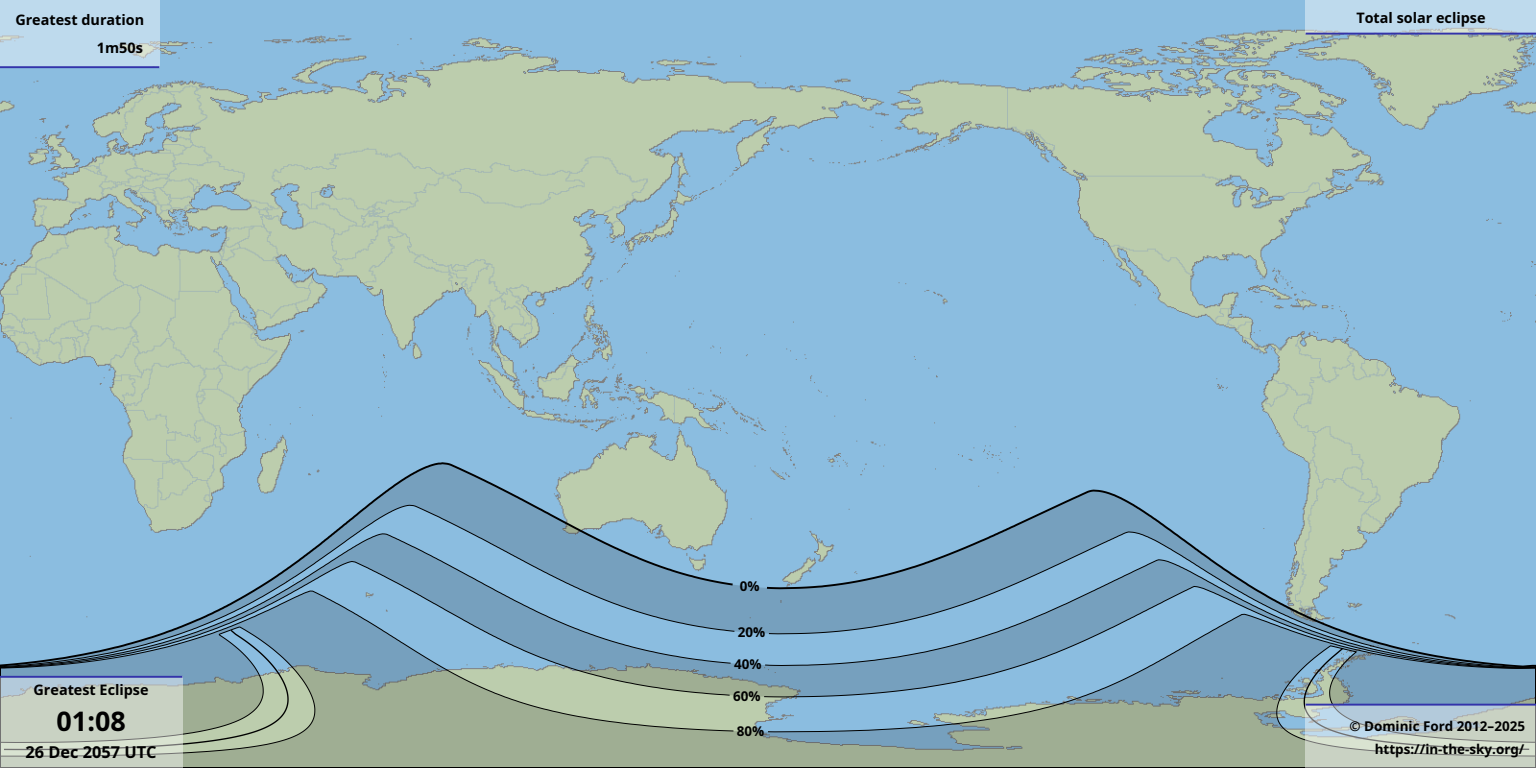 Greatest duration
1m50s
Total solar eclipse
0%
20%
40%
60%
80%
Greatest Eclipse
01:08
26 Dec 2057 UTC
© Dominic Ford 2012–2025
https://in-the-sky.org/